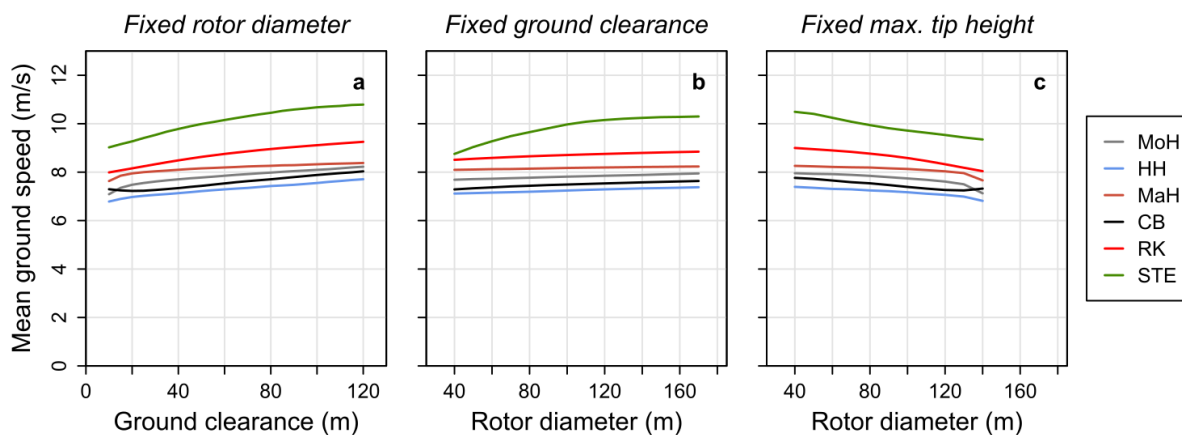 Fixed rotor diameter
Fixed ground clearance
Fixed max. tip height
Mean ground speed (m/s)
0 2 4 6 8 10 12
a
b
c
0 40 80 120
40 80 120 160
40 80 120 160
Ground clearance (m)
Rotor diameter (m)
Rotor diameter (m)
MoH
HH
MaH
CB
RK
STE